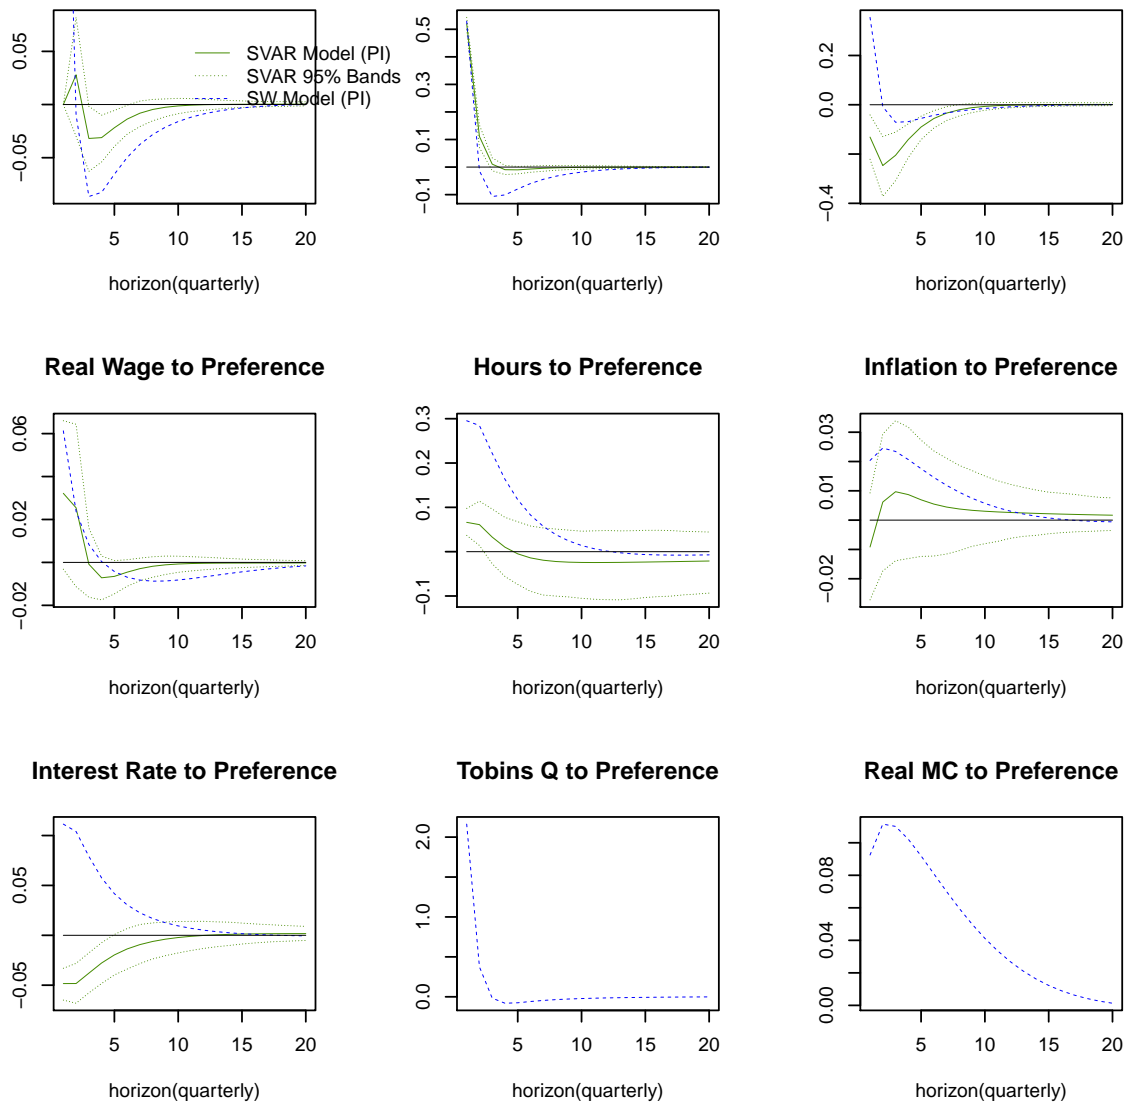 0.05
−0.05
SVAR Model (PI)
SVAR 95% Bands
SW Model (PI)
5 10 15 20
horizon(quarterly)
0.5
0.3
0.1
−0.1
5 10 15 20
horizon(quarterly)
0.2
0.0
−0.4
5 10 15 20
horizon(quarterly)
Real Wage to Preference
0.06
0.02
−0.02
5 10 15 20
horizon(quarterly)
Hours to Preference
0.3
0.2
0.1
−0.1
5 10 15 20
horizon(quarterly)
Inflation to Preference
0.03
0.01
−0.02
5 10 15 20
horizon(quarterly)
Interest Rate to Preference
0.05
−0.05
5 10 15 20
horizon(quarterly)
Tobins Q to Preference
2.0
1.0
0.0
5 10 15 20
horizon(quarterly)
Real MC to Preference
0.08
0.04
0.00
5 10 15 20
horizon(quarterly)